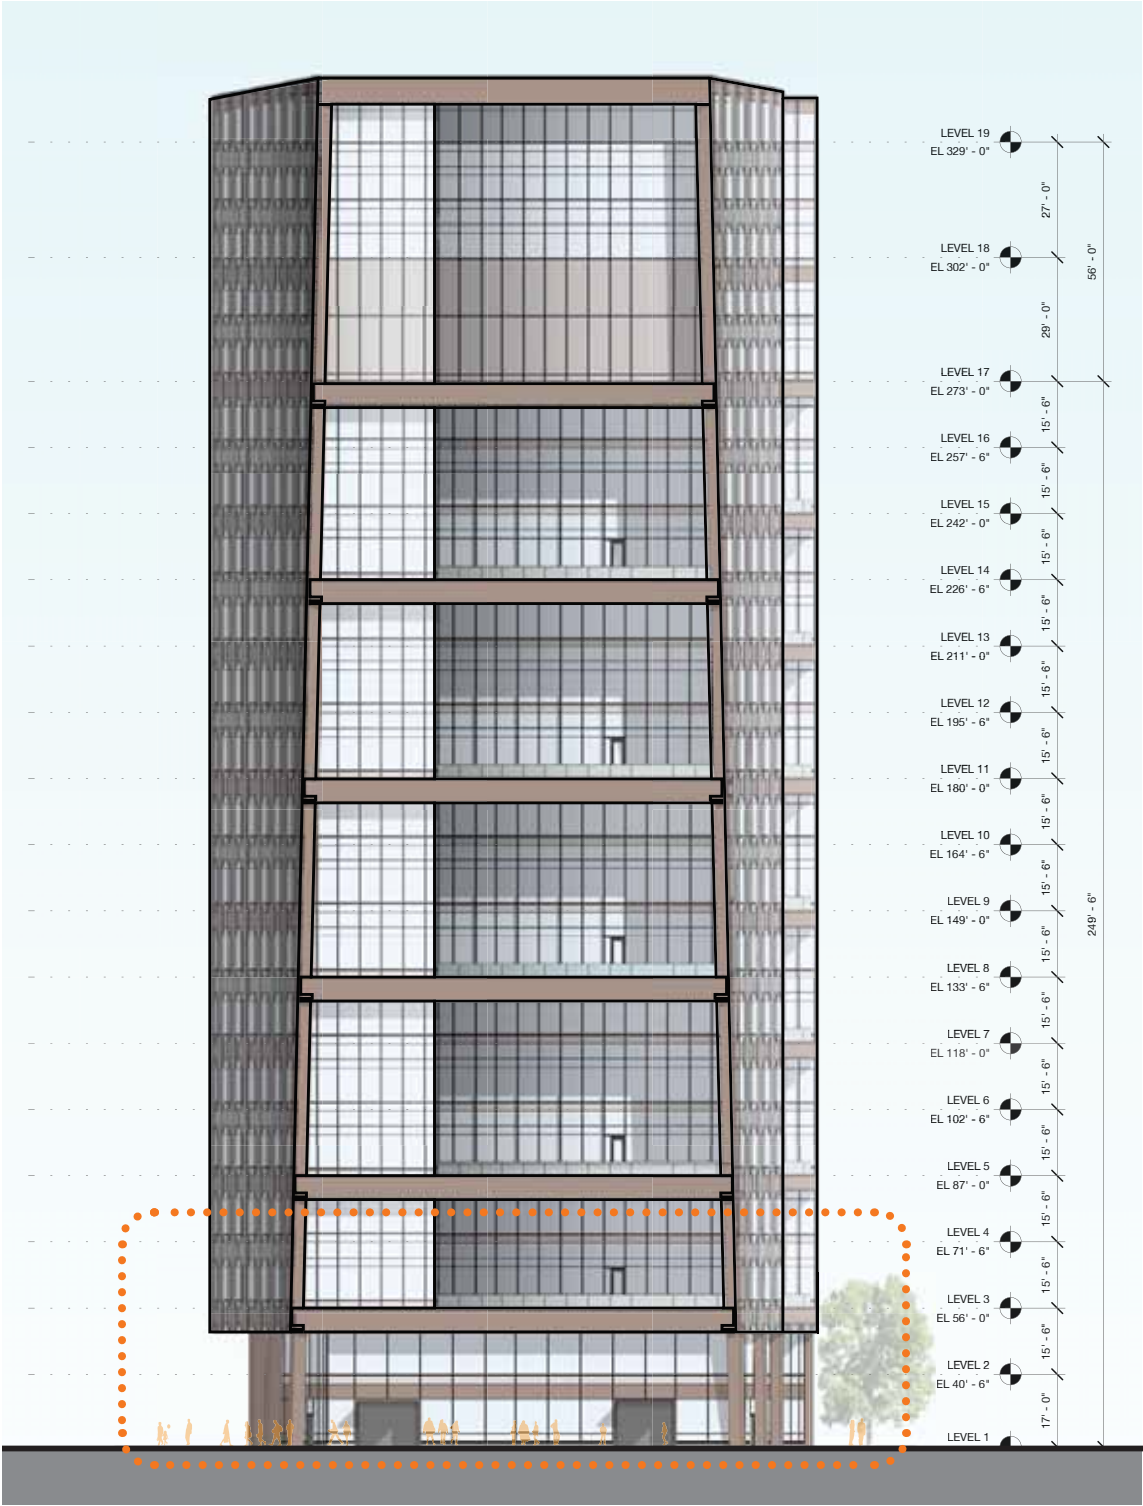 LEVEL 19
EL 329' - 0"
27' - 0"
LEVEL 18
EL 302' - 0"
56' - 0"
29' - 0"
LEVEL 17
EL 273' - 0"
15' - 6"
LEVEL 16
EL 257' - 6"
15' - 6"
LEVEL 15
EL 242' - 0"
15' - 6"
LEVEL 14
EL 226' - 6"
15' - 6"
LEVEL 13
EL 211' - 0"
15' - 6"
LEVEL 12
EL 195' - 6"
15' - 6"
LEVEL 11
EL 180' - 0"
15' - 6"
LEVEL 10
EL 164' - 6"
15' - 6"
LEVEL 9
EL 149' - 0"
249' - 6"
15' - 6"
LEVEL 8
EL 133' - 6"
15' - 6"
LEVEL 7
EL 118' - 0"
15' - 6"
LEVEL 6
EL 102' - 6"
15' - 6"
LEVEL 5
EL 87' - 0"
15' - 6"
LEVEL 4
EL 71' - 6"
15' - 6"
LEVEL 3
EL 56' - 0"
15' - 6"
LEVEL 2
EL 40' - 6"
17' - 0"
LEVEL 1